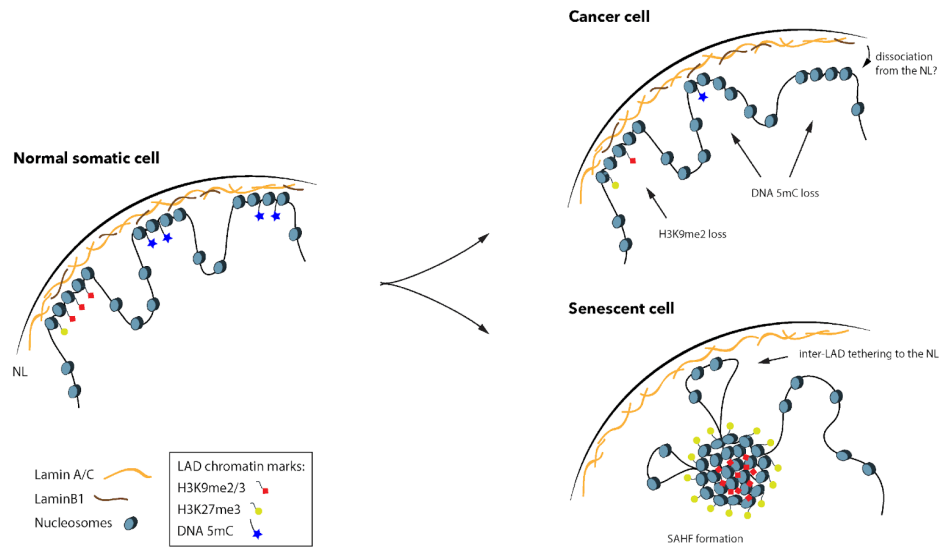 Cancer cell
dissociation
from the NL?
DNA 5mC loss
H3K9me2 loss
Normal somatic cell
NL
Senescent cell
inter-LAD tethering to the NL
SAHF formation
Lamin A/C
LaminB1
Nucleosomes
LAD chromatin marks:
H3K9me2/3
H3K27me3
DNA 5mC